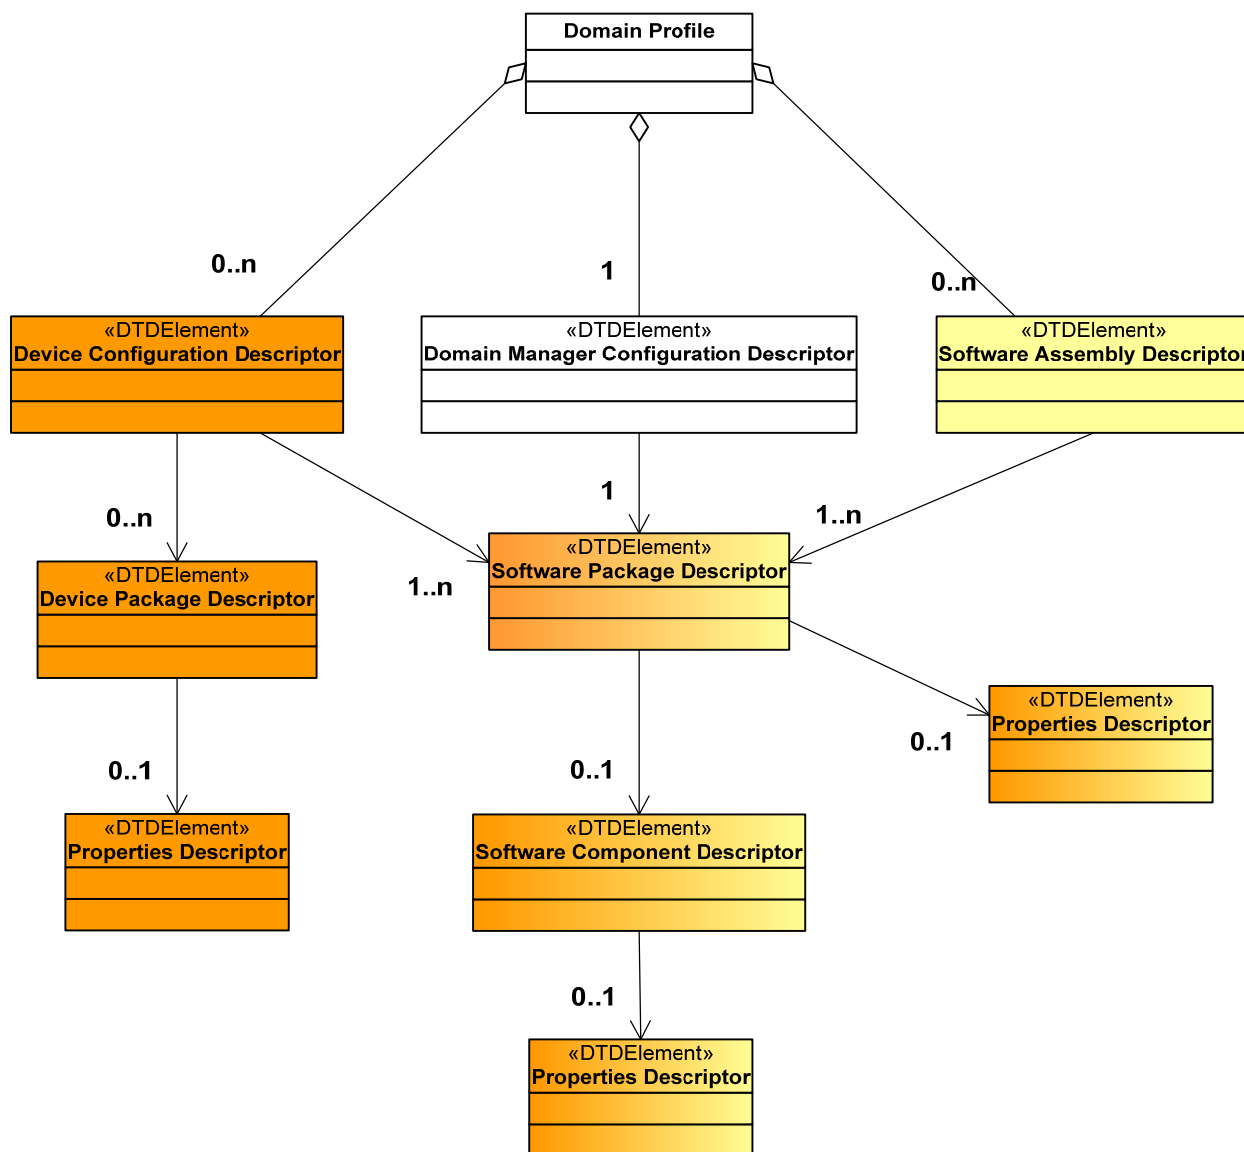 Domain Profile
0..n
1
0..n
«DTDElement»
Device Configuration Descriptor
«DTDElement»
Domain Manager Configuration Descriptor
«DTDElement»
Software Assembly Descriptor
0..n
1
1..n
«DTDElement»
Software Package Descriptor
«DTDElement»
Device Package Descriptor
1..n
«DTDElement»
Properties Descriptor
0..1
0..1
0..1
«DTDElement»
Properties Descriptor
«DTDElement»
Software Component Descriptor
0..1
«DTDElement»
Properties Descriptor